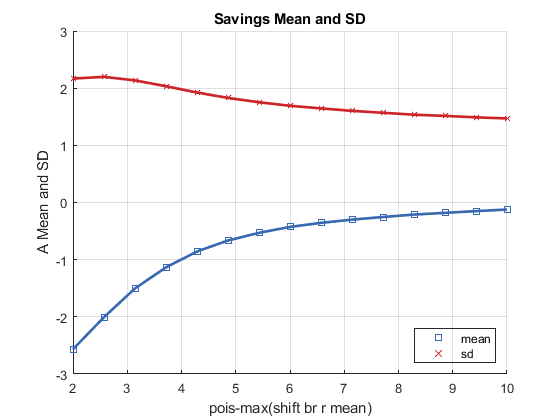 Savings Mean and SD
3
2
1
0
-1
-2
-3
A Mean and SD
mean
sd
2 3 4 5 6 7 8 9 10
pois-max(shift br r mean)